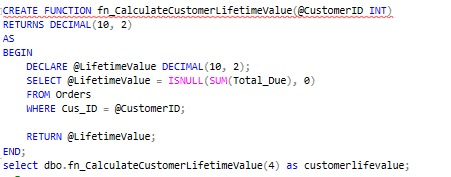 CREATE FUNCTION fn_CalculateCustomerLifetimeValue(@CustomerID INT)
RETURNS DECIMAL(10, 2)
AS
BEGIN
DECLARE @LifetimeValue DECIMAL(10, 2);
SELECT @LifetimeValue = ISNULL(SUM(Total_Due), 0)
FROM Orders
WHERE Cus_ID = @CustomerID;
RETURN @LifetimeValue;
END;
select dbo.fn_CalculateCustomerLifetimeValue(4) as customerlifevalue;